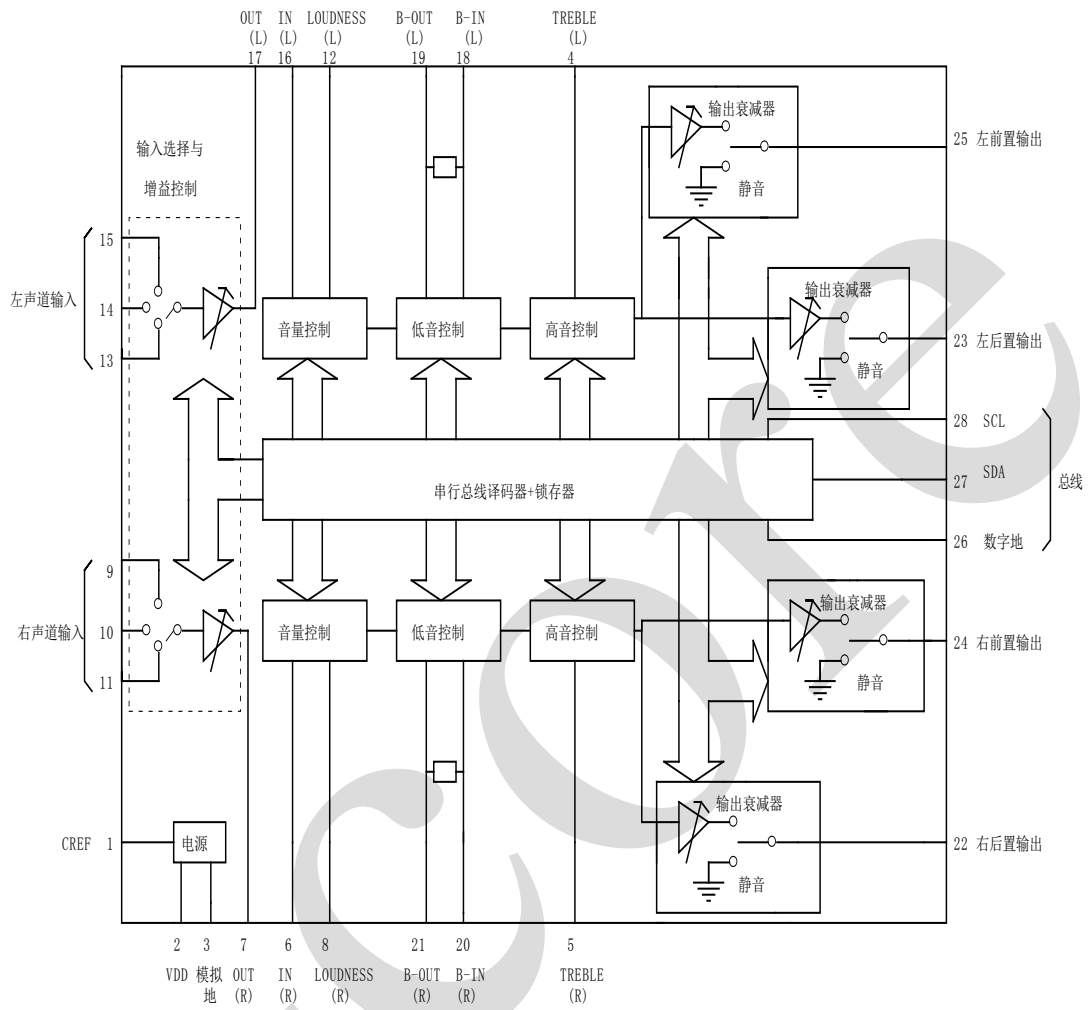 OUT IN LOUDNESS B-OUT B-IN TREBLE
(L) (L) (L) (L) (L) (L)
17 16 12 19 18 4
输出衰减器
静音
25 左前置输出
输入选择与
增益控制
15
左声道输入 14
13
音量控制
低音控制
高音控制
输出衰减器
静音
23 左后置输出
28 SCL
27 SDA
总线
26 数字地
串行总线译码器+锁存器
9
右声道输入 10
11
音量控制
低音控制
高音控制
输出衰减器
静音
24 右前置输出
输出衰减器
静音
22 右后置输出
CREF 1
电源
2 3 7 6 8 21 20 5
VDD 模拟 OUT IN LOUDNESS B-OUT B-IN TREBLE
地 (R) (R) (R) (R) (R) (R)
core